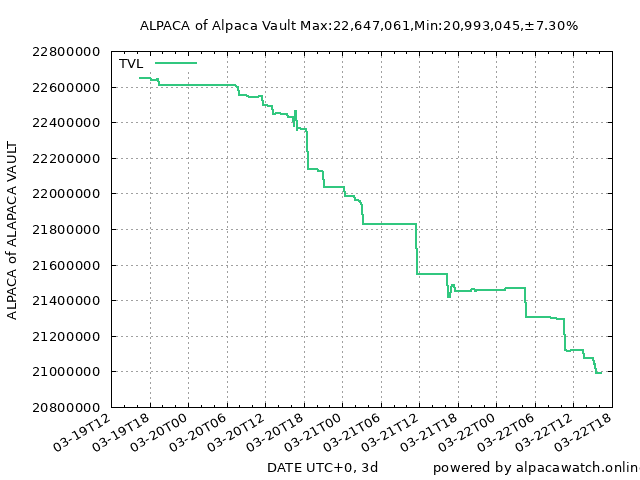 ALPACA of Alpaca Vault Max:22,647,061,Min:20,993,045,±7.30%
TVL
22800000
22600000
22400000
22200000
22000000
21800000
21600000
21400000
21200000
21000000
20800000
ALPACA of ALAPACA VAULT
03-19T12
03-19T18
03-20T00
03-20T06
03-20T12
03-20T18
03-21T00
03-21T06
03-21T12
03-21T18
03-22T00
03-22T06
03-22T12
03-22T18
DATE UTC+0, 3d
powered by alpacawatch.online